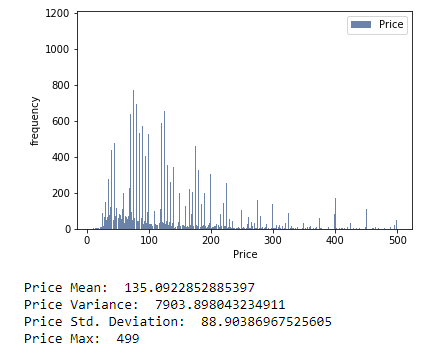 1200
Price
1000
800
frequency
600
400
200
0
0 100 200 300 400 500
Price
Price Mean: 135.0922852885397
Price Variance: 7903.898043234911
Price Std. Deviation: 88.90386967525605
Price Max: 499